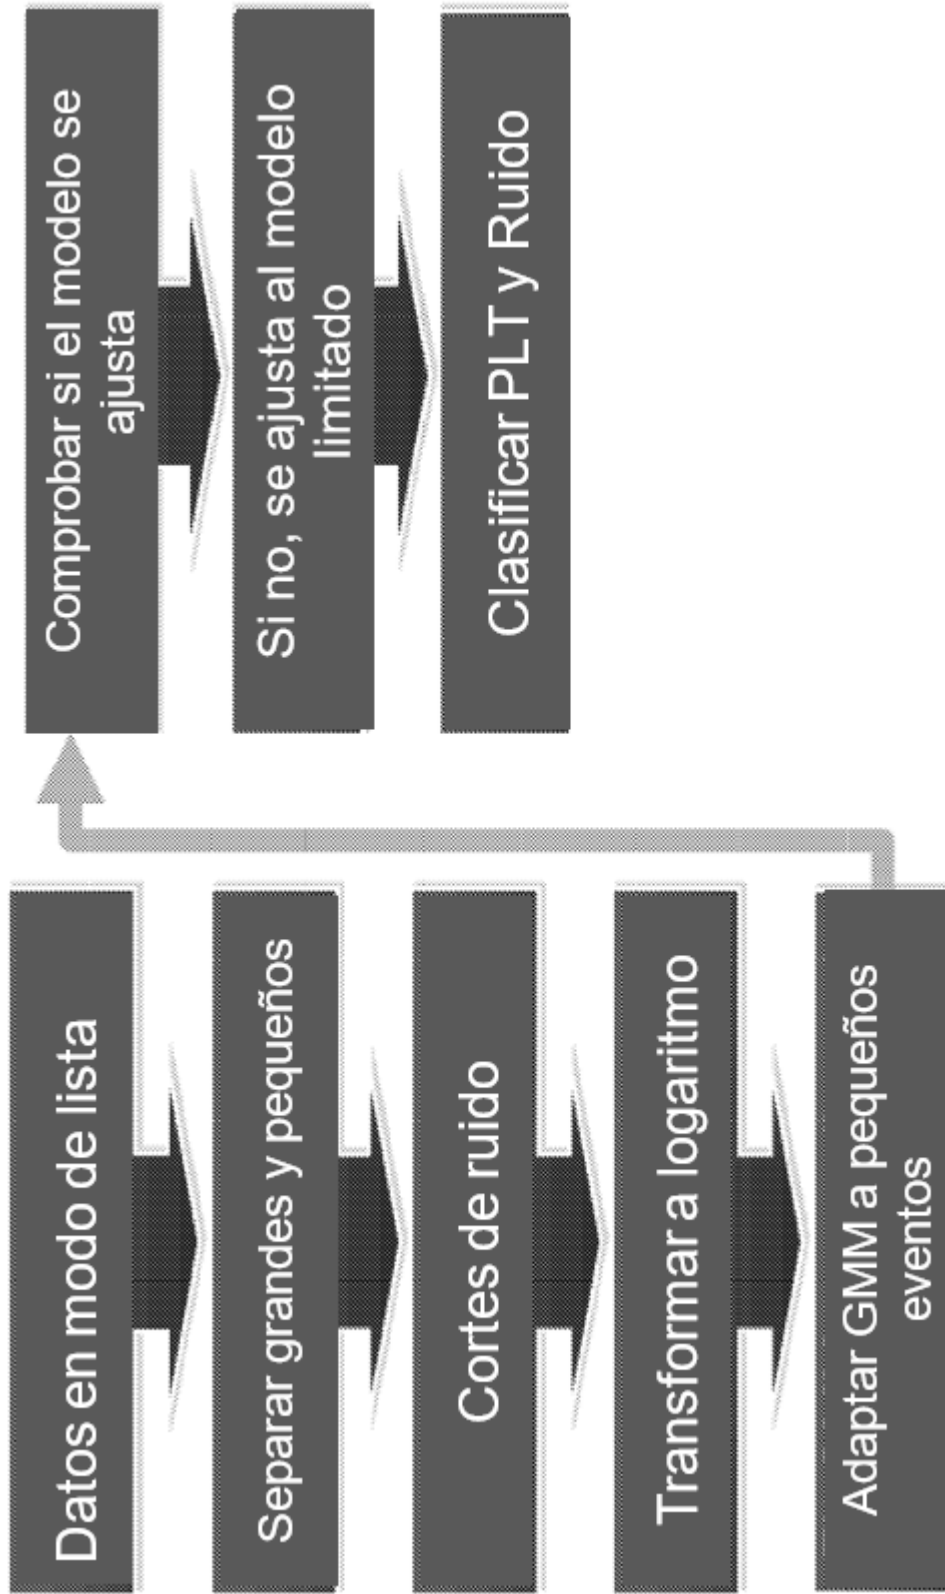 Datos en modo de lista
Separar grandes y pequeños
Cortes de ruido
Transformar a logaritmo
Adaptar GMM a pequeños
eventos
Comprobar si el modelo se
ajusta
Si no, se ajusta al modelo
limitado
Clasificar PLT y Ruido